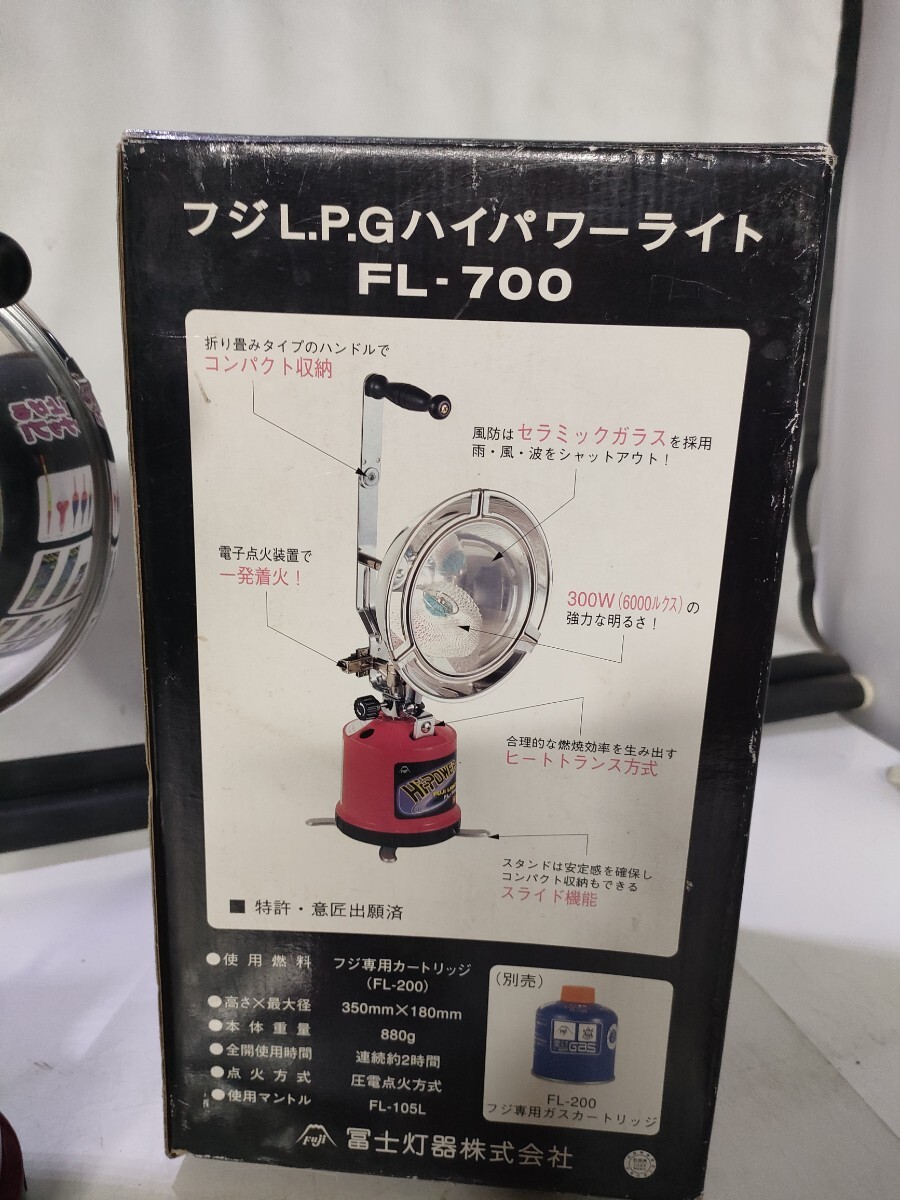 フジL.P.Gハイパワーライト
FL-700
折り畳みタイプのハンドルで
コンパクト収納
風防はセラミックガラスを採用
雨・風・波をシャットアウト！
電子点火装置で
一発着火！
300W(6000ルクス)の
強力な明るさ！
合理的な燃焼効率を生み出す
ヒートトランス方式
Hi-POWER
スタンドは安定感を確保し
コンパクト収納もできる
スライド機能
■ 特許・意匠出願済
●使用燃料 フジ専用カートリッジ
(FL-200)
●高さ×最大径 350mm×180mm
●本体重量 880g
●全開使用時間 連続約2時間
●点火方式 圧電点火方式
●使用マントル FL-105L
(別売)
Gas
FL-200
フジ専用ガスカートリッジ
FUJI 冨士灯器株式会社